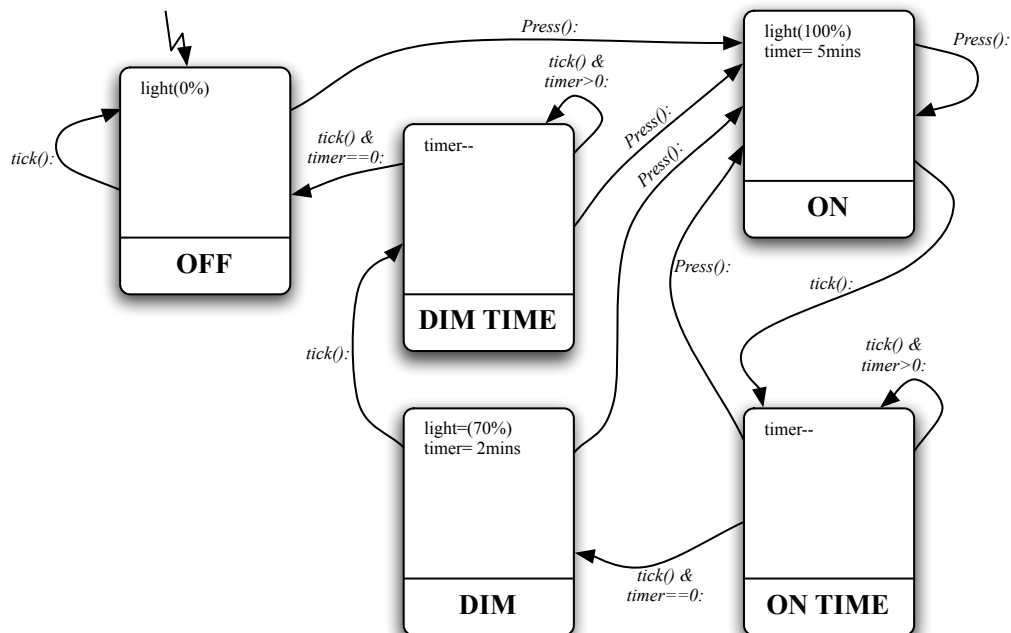 Press():
light(100%)
timer= 5mins
Press():
light(0%)
tick() &
timer>0:
tick() &
timer==0:
timer--
Press():
Press():
tick():
ON
OFF
Press():
tick():
DIM TIME
tick():
tick() &
timer>0:
light=(70%)
timer= 2mins
timer--
tick() &
timer==0:
DIM
ON TIME